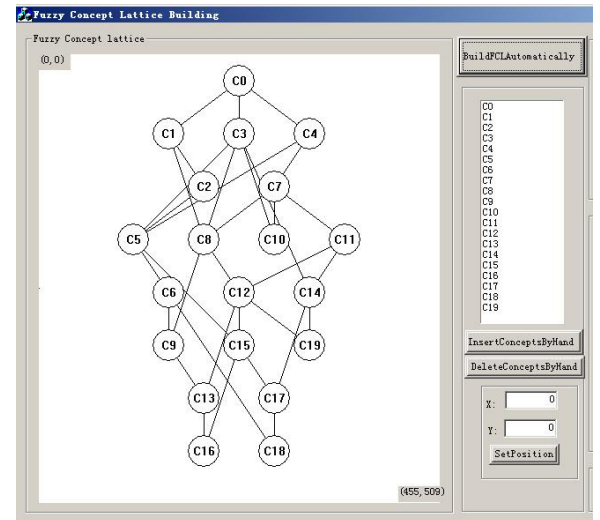 Fuzzy Concept Lattice Building
Fuzzy Concept lattice
(0,0)
BuildFCLAutomatically
C0
C1
C3
C4
C2
C7
C5
C8
C10
C11
C6
C12
C14
C9
C15
C19
C13
C17
C16
C18
(455,509)
C0
C1
C2
C3
C4
C5
C6
C7
C8
C9
C10
C11
C12
C13
C14
C15
C16
C17
C18
C19
InsertConceptsByHand
DeleteConceptsByHand
X: 0
Y: 0
SetPosition